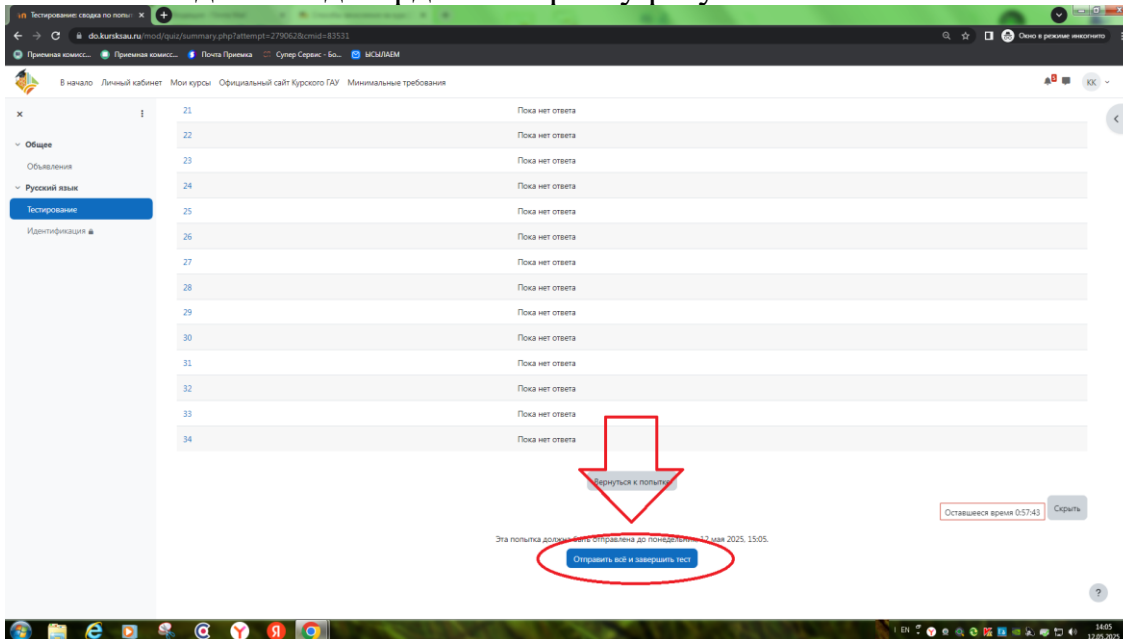 Тестирование: сводка по попы
do.kursksau.ru/mod/quiz/summary.php?attempt=279062&cmid=83531
Окно в режиме инкогнито
Приемная комисс... Приемная комисс... Почта Приемка Супер Сервис - Бо... ЫСЫЛАЕМ
В начало Личный кабинет Мои курсы Официальный сайт Курского ГАУ Минимальные требования
КК
Общее
Объявления
Русский язык
Тестирование
Идентификация
21 Пока нет ответа
22 Пока нет ответа
23 Пока нет ответа
24 Пока нет ответа
25 Пока нет ответа
26 Пока нет ответа
27 Пока нет ответа
28 Пока нет ответа
29 Пока нет ответа
30 Пока нет ответа
31 Пока нет ответа
32 Пока нет ответа
33 Пока нет ответа
34 Пока нет ответа
Вернуться к попытке
Оставшееся время 0:57:43 Скрыть
Эта попытка должна быть отправлена до понедельник, 12 мая 2025, 15:05.
Отправить всё и завершить тест
?
EN
14:05
12.05.2025